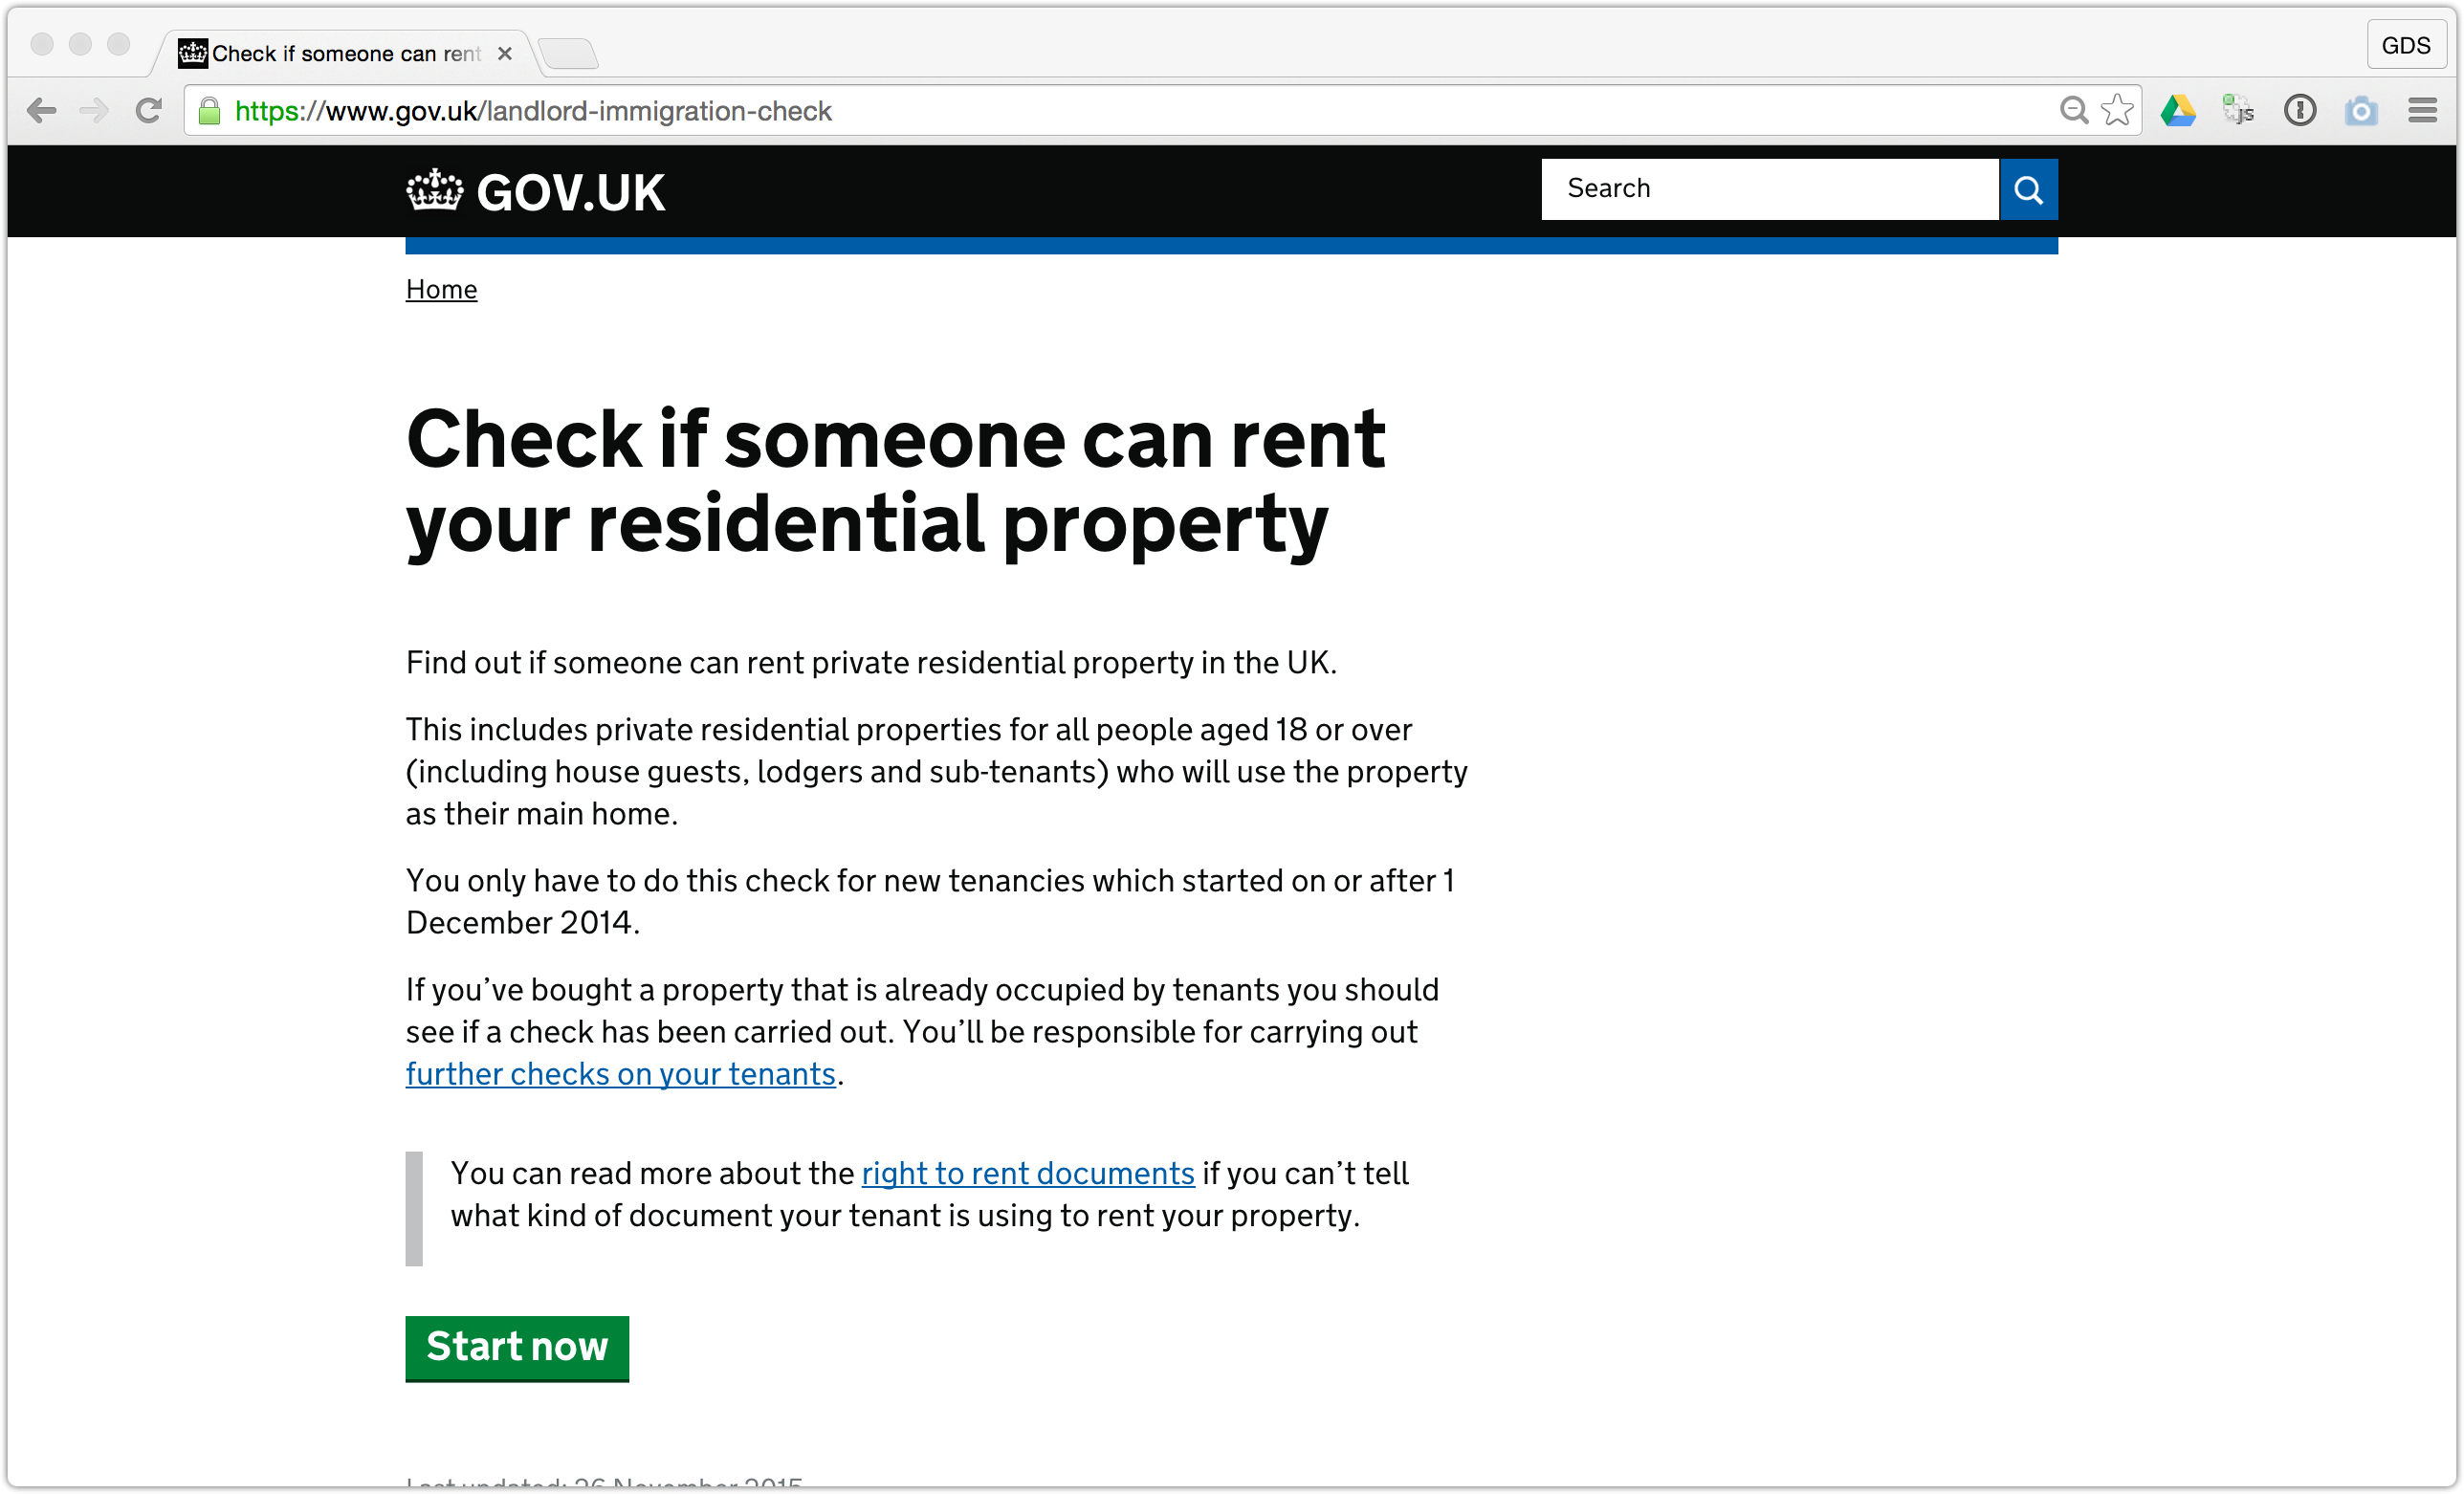 Check if someone can rent
GDS
https://www.gov.uk/landlord-immigration-check
JS
GOV.UK
Search
Home
Check if someone can rent
your residential property
Find out if someone can rent private residential property in the UK.
This includes private residential properties for all people aged 18 or over
(including house guests, lodgers and sub-tenants) who will use the property
as their main home.
You only have to do this check for new tenancies which started on or after 1
December 2014.
If you’ve bought a property that is already occupied by tenants you should
see if a check has been carried out. You’ll be responsible for carrying out
further checks on your tenants.
You can read more about the right to rent documents if you can’t tell
what kind of document your tenant is using to rent your property.
Start now
Last updated: 26 November 2015